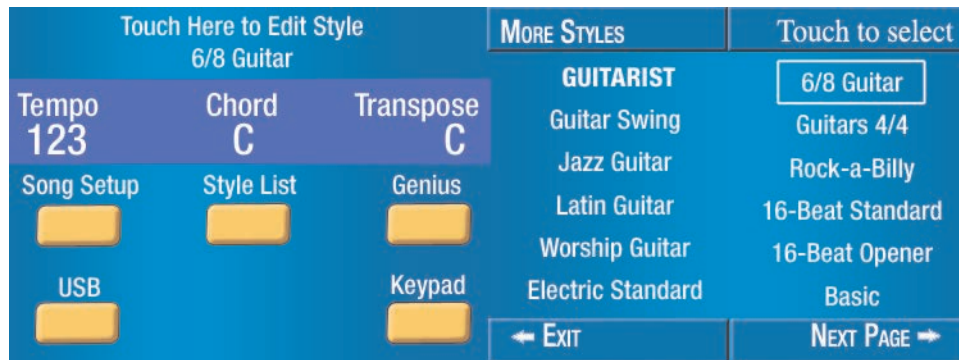 Touch Here to Edit Style
6/8 Guitar
Tempo Chord Transpose
123 C C
Song Setup Style List Genius
USB Keypad
MORE STYLES Touch to select
GUITARIST 6/8 Guitar
Guitar Swing Guitars 4/4
Jazz Guitar Rock-a-Billy
Latin Guitar 16-Beat Standard
Worship Guitar 16-Beat Opener
Electric Standard Basic
← EXIT NEXT PAGE →